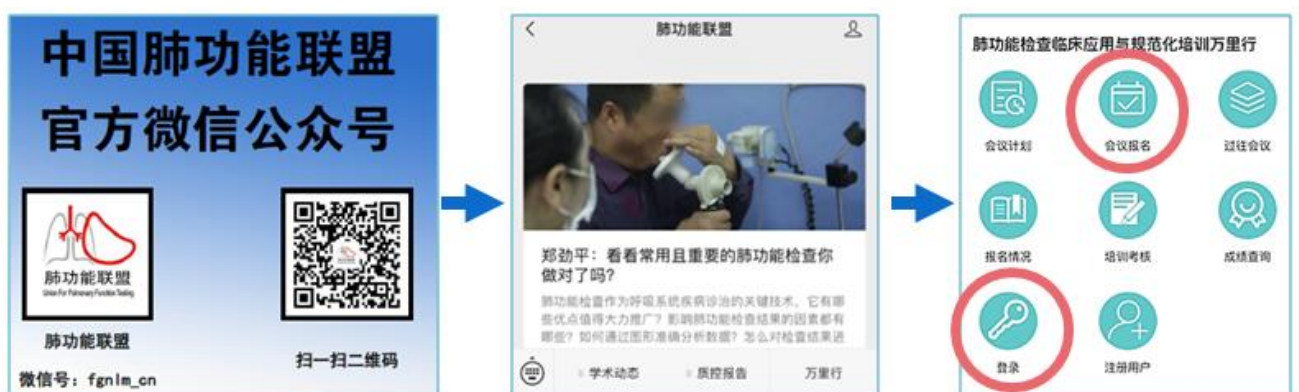 中国肺功能联盟
官方微信公众号
肺功能联盟
Union For Pulmonary Function Testing
肺功能联盟
微信号: fgnlm_cn
扫一扫二维码
肺功能联盟
郑劲平：看看常用且重要的肺功能检查你
做对了吗?
肺功能检查作为呼吸系统疾病诊治的关键技术，它有哪
些优点值得大力推广？影响肺功能检查结果的因素都有
哪些？如何通过图形准确分析数据？怎么对检查结果进
学术动态
质控报告
万里行
肺功能检查临床应用与规范化培训万里行
会议计划
会议报名
过往会议
报名情况
培训考核
成绩查询
登录
注册用户